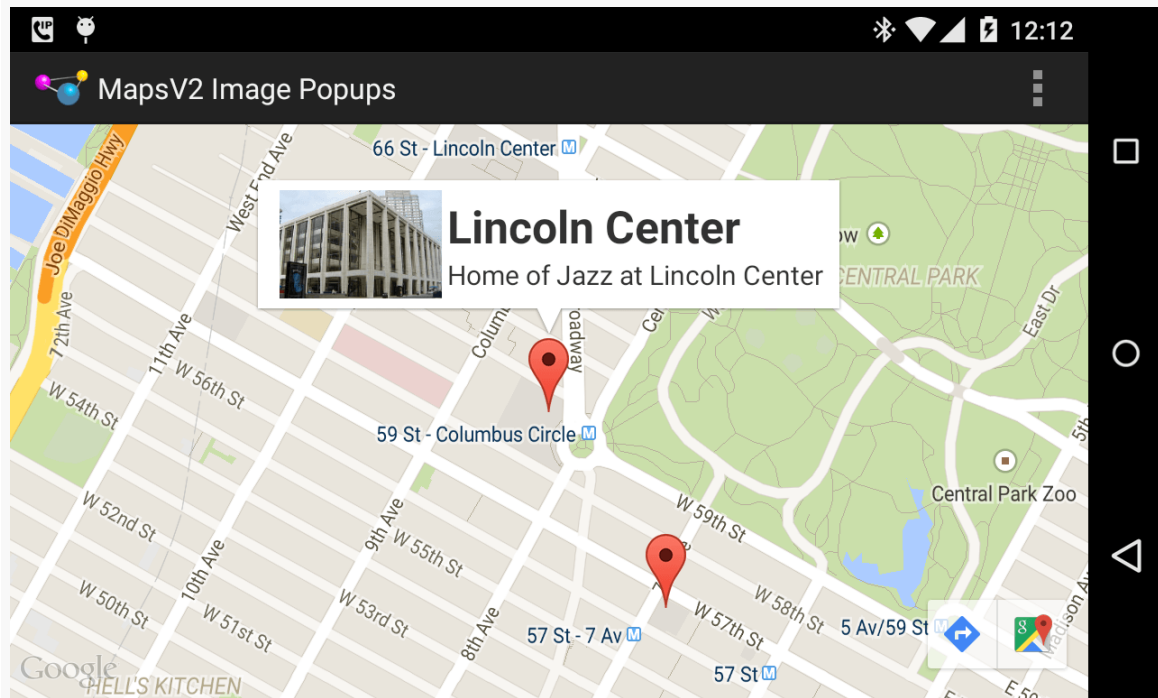 12:12
MapsV2 Image Popups
66 St - Lincoln Center M
Joe DiMaggio Hwy
West End Ave
Lincoln Center
Home of Jazz at Lincoln Center
CENTRAL PARK
East Dr
12th Ave
11th Ave
W 56th St
W 54th St
59 St - Columbus Circle M
Central Park Zoo
W 59th St
W 52nd St
9th Ave
W 55th St
10th Ave
W 50th St
W 51st St
W 53rd St
8th Ave
57 St - 7 Av M
W 57th St
W 58th St
5 Av/59 St M
57 St M
Google
HELL'S KITCHEN